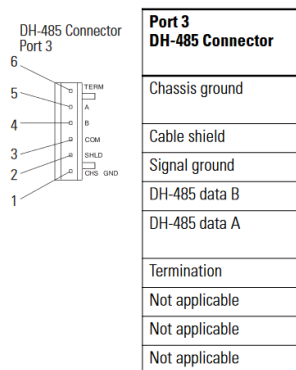 DH-485 Connector
Port 3
6
5
4
3
2
1
TERM
A
B
COM
SHLD
CHS GND
Port 3
DH-485 Connector
Chassis ground
Cable shield
Signal ground
DH-485 data B
DH-485 data A
Termination
Not applicable
Not applicable
Not applicable